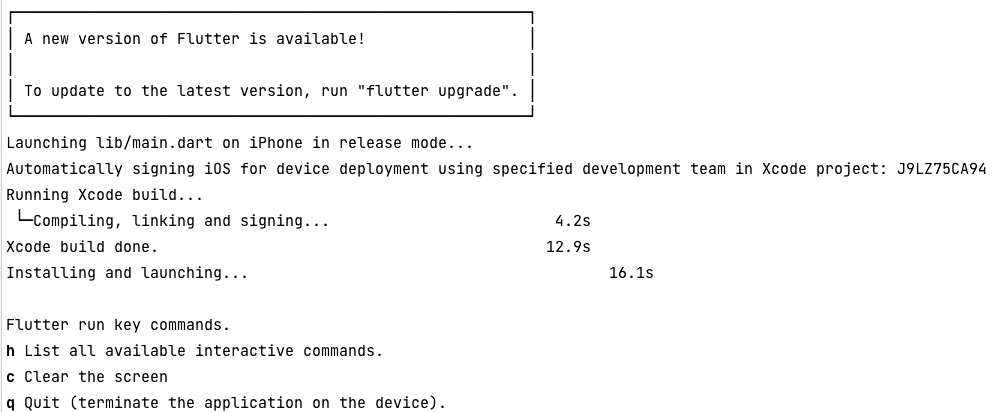 A new version of Flutter is available!
To update to the latest version, run "flutter upgrade".
Launching lib/main.dart on iPhone in release mode...
Automatically signing iOS for device deployment using specified development team in Xcode project: J9LZ75CA94
Running Xcode build...
└─Compiling, linking and signing... 4.2s
Xcode build done. 12.9s
Installing and launching... 16.1s
Flutter run key commands.
h List all available interactive commands.
c Clear the screen
q Quit (terminate the application on the device).